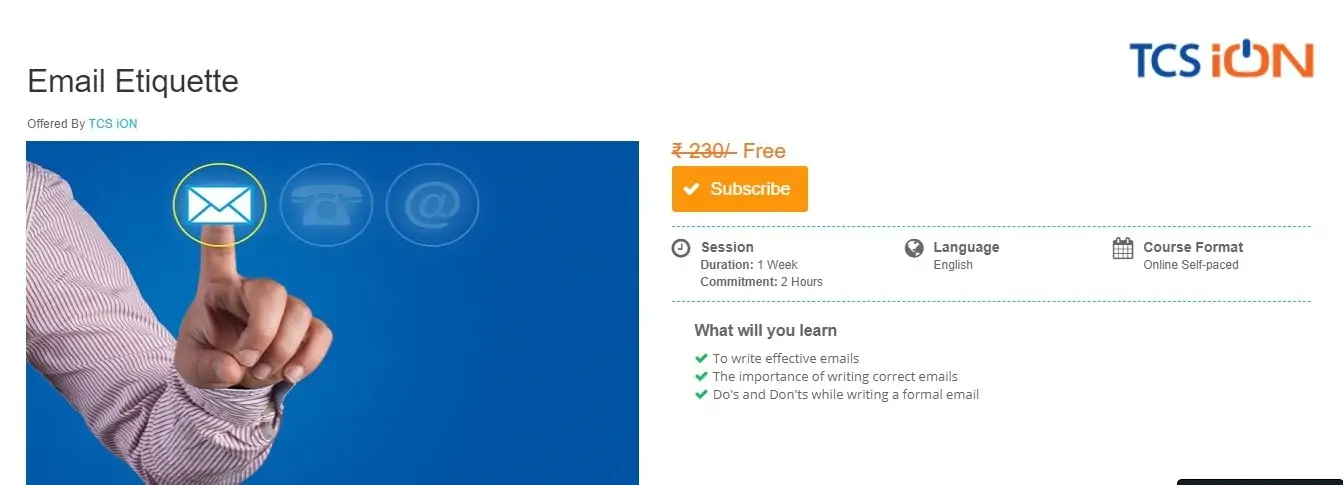 TCS iON
Email Etiquette
Offered By TCS iON
₹ 230/- Free
Subscribe
Session
Duration: 1 Week
Commitment: 2 Hours
Language
English
Course Format
Online Self-paced
What will you learn
To write effective emails
The importance of writing correct emails
Do's and Don'ts while writing a formal email
@